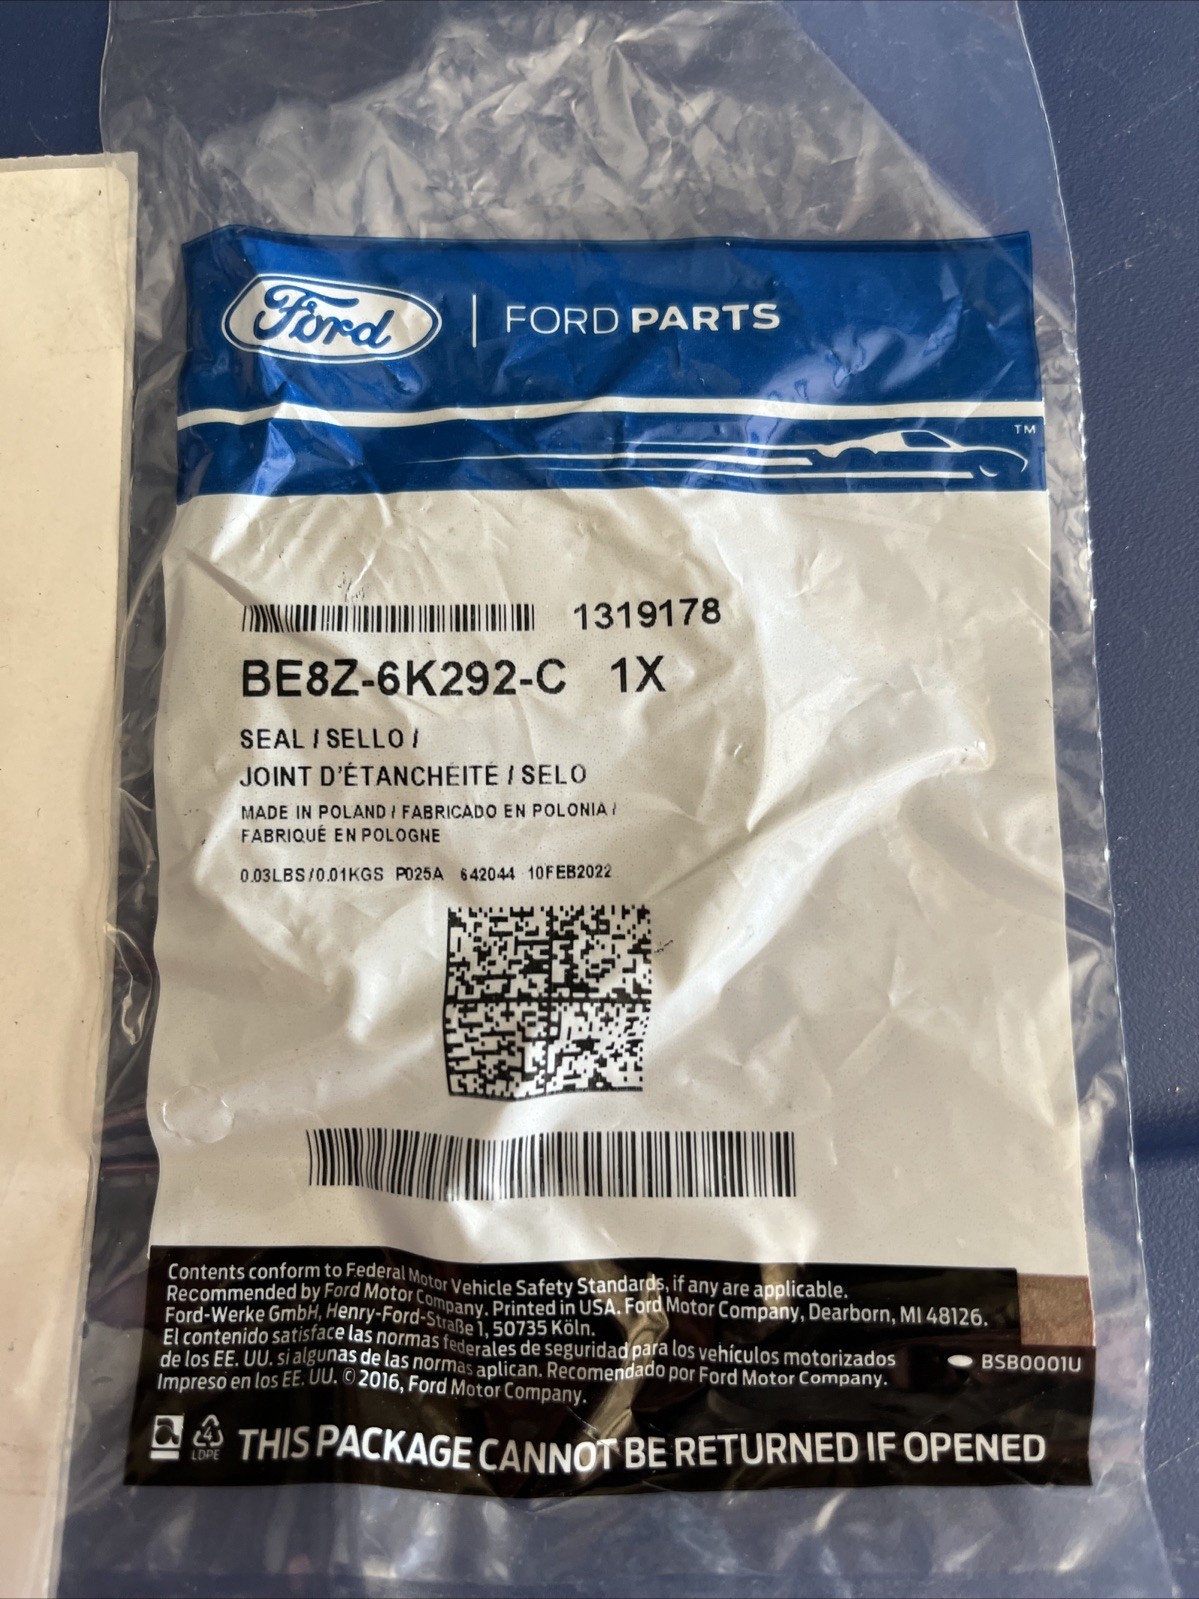 Ford | FORD PARTS
TM
1319178
BE8Z-6K292-C 1X
SEAL / SELLO /
JOINT D'ÉTANCHÉITÉ / SELO
MADE IN POLAND / FABRICADO EN POLONIA /
FABRIQUÉ EN POLOGNE
0.03LBS/0.01KGS P025A 642044 10FEB2022
Contents conform to Federal Motor Vehicle Safety Standards, if any are applicable.
Recommended by Ford Motor Company. Printed in USA. Ford Motor Company, Dearborn, MI 48126.
Ford-Werke GmbH, Henry-Ford-Straße 1, 50735 Köln.
El contenido satisface las normas federales de seguridad para los vehículos motorizados
de los EE. UU. si algunas de las normas aplican. Recomendado por Ford Motor Company.
Impreso en los EE. UU. © 2016, Ford Motor Company.
BSB0001U
4
LDPE
THIS PACKAGE CANNOT BE RETURNED IF OPENED